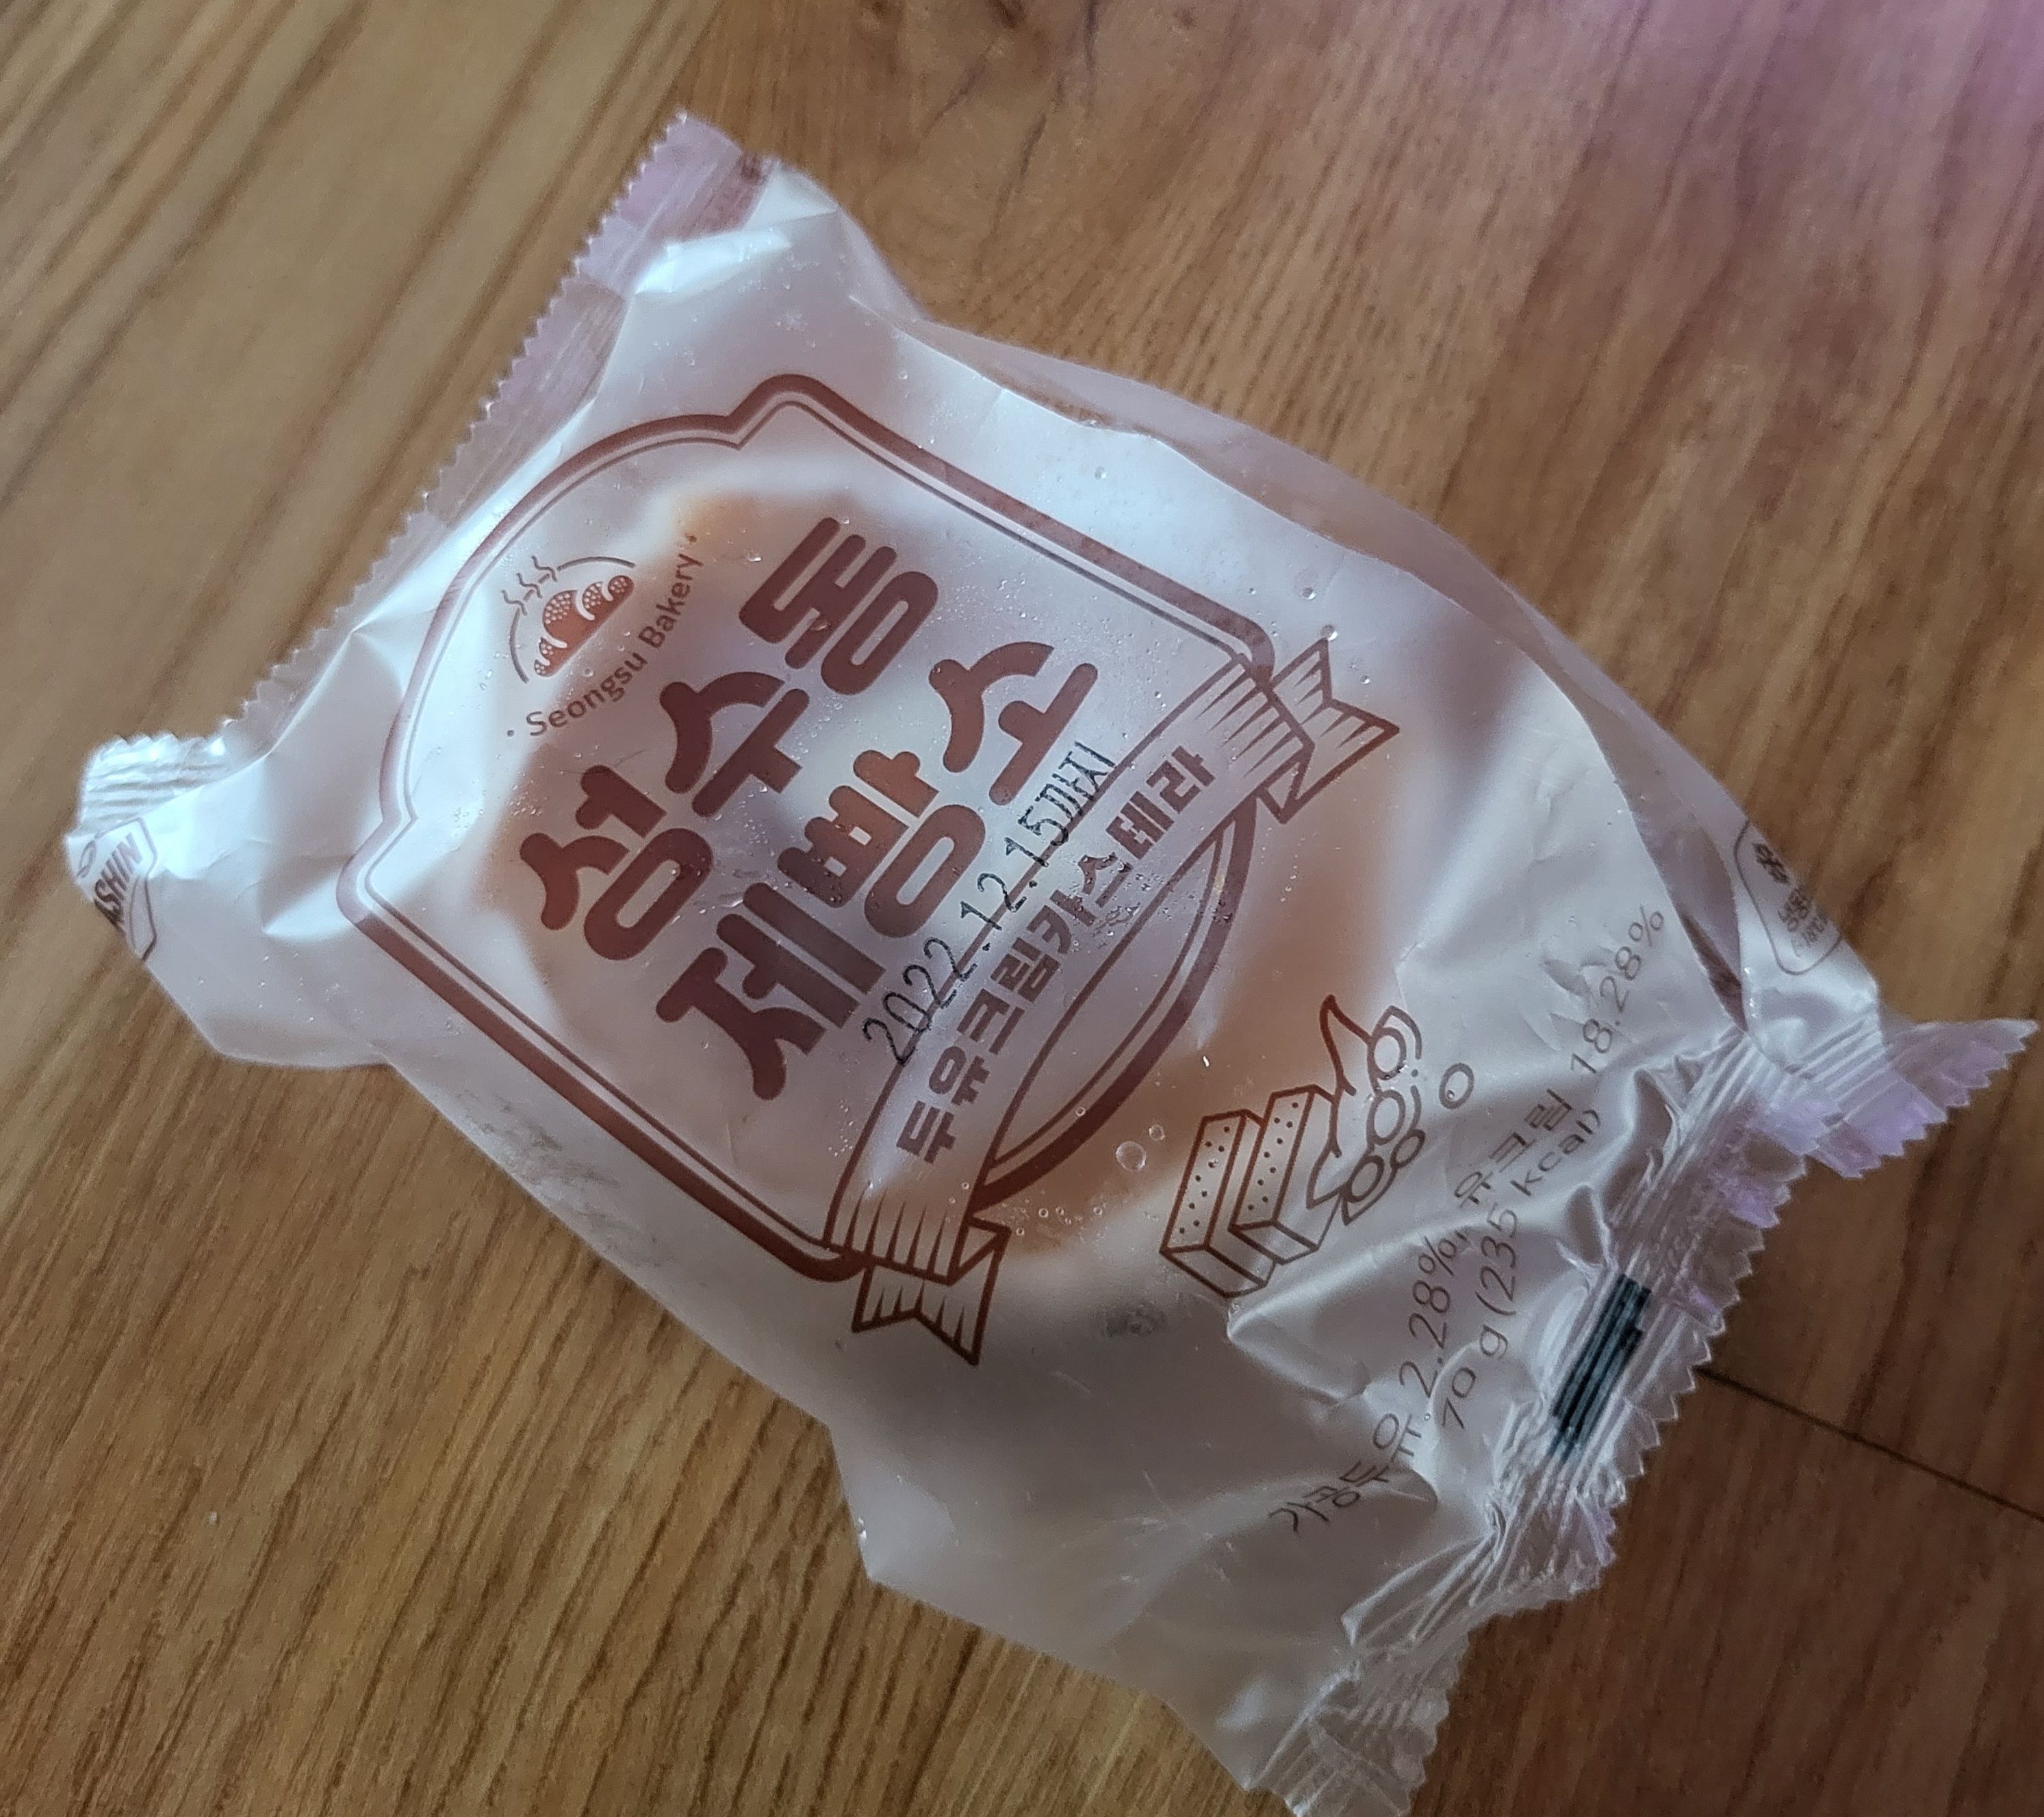 Seongsu Bakery
성수동
제빵소
2022.12.15까지
두유크림카스테라
가공두유 2.28%, 유크림 18.28%
70 g (235 kcal)